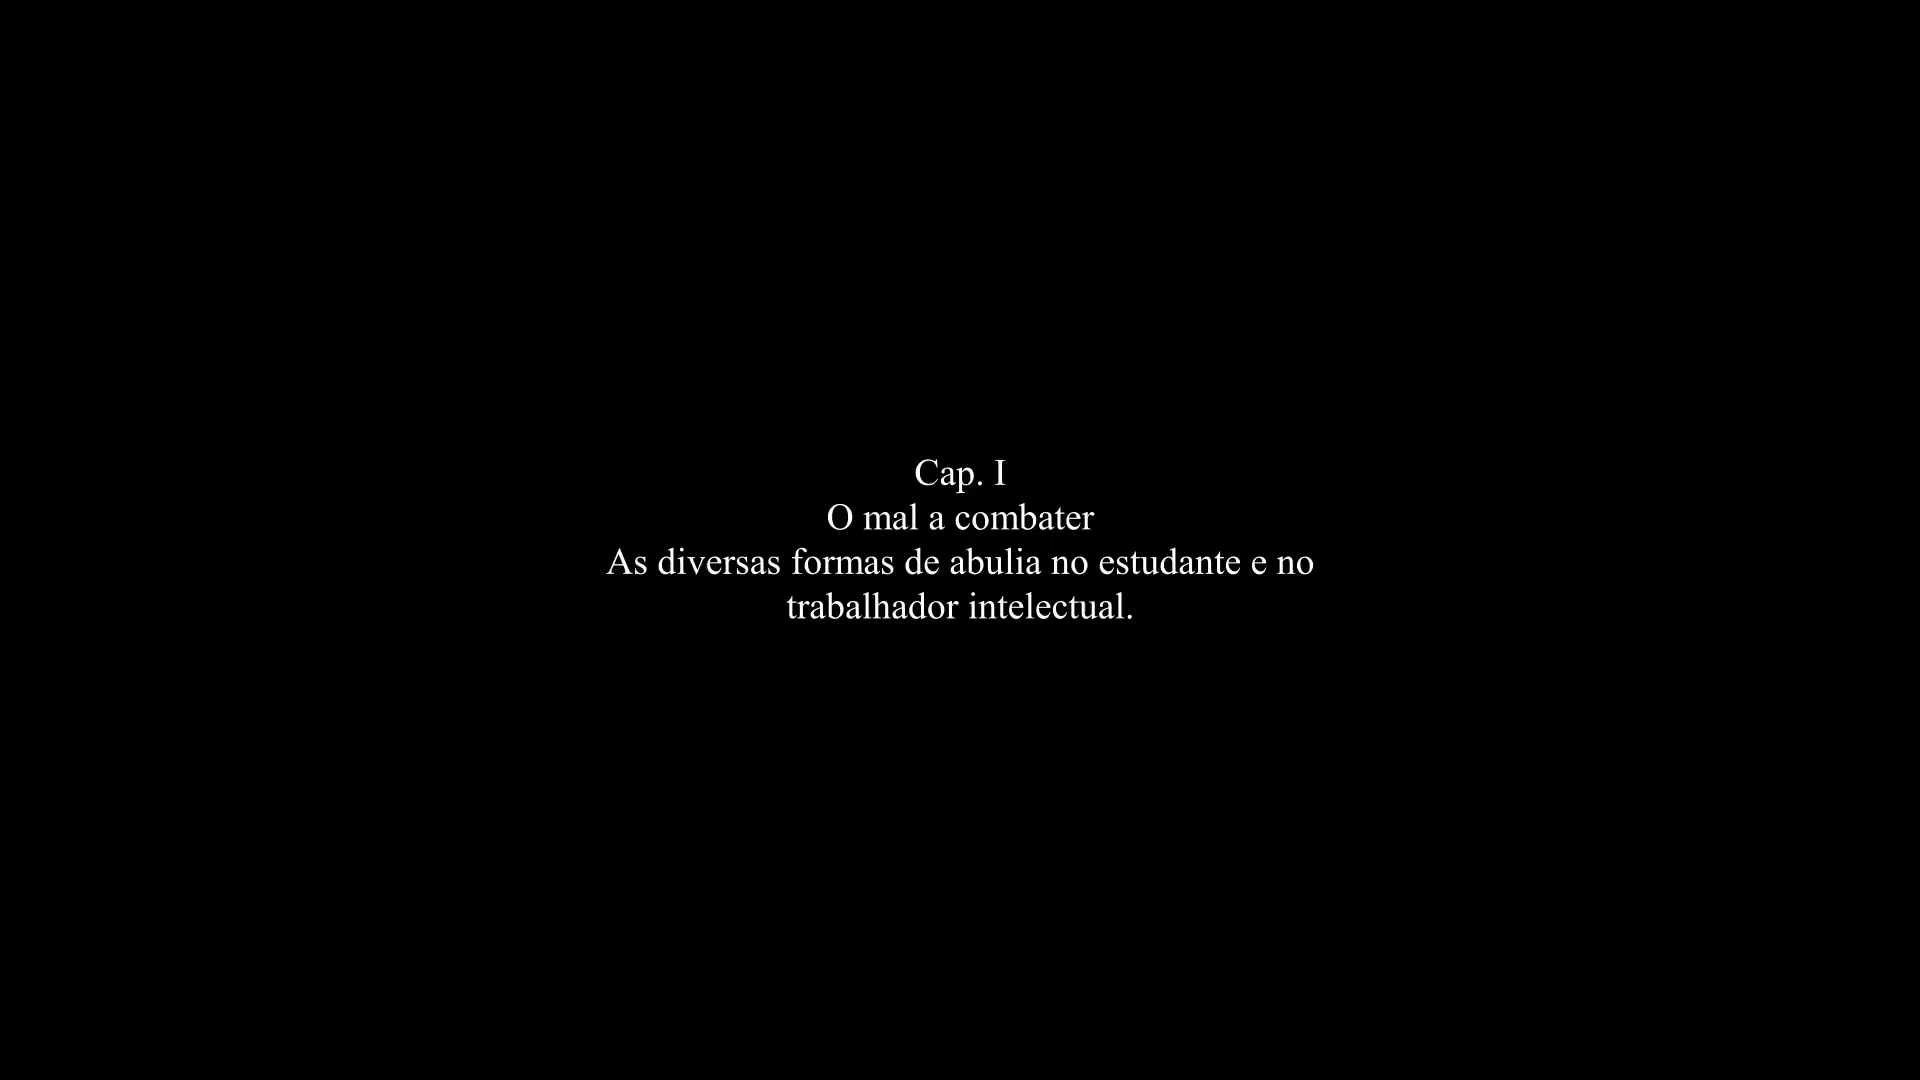 Cap. I
O mal a combater
As diversas formas de abulia no estudante e no
trabalhador intelectual.